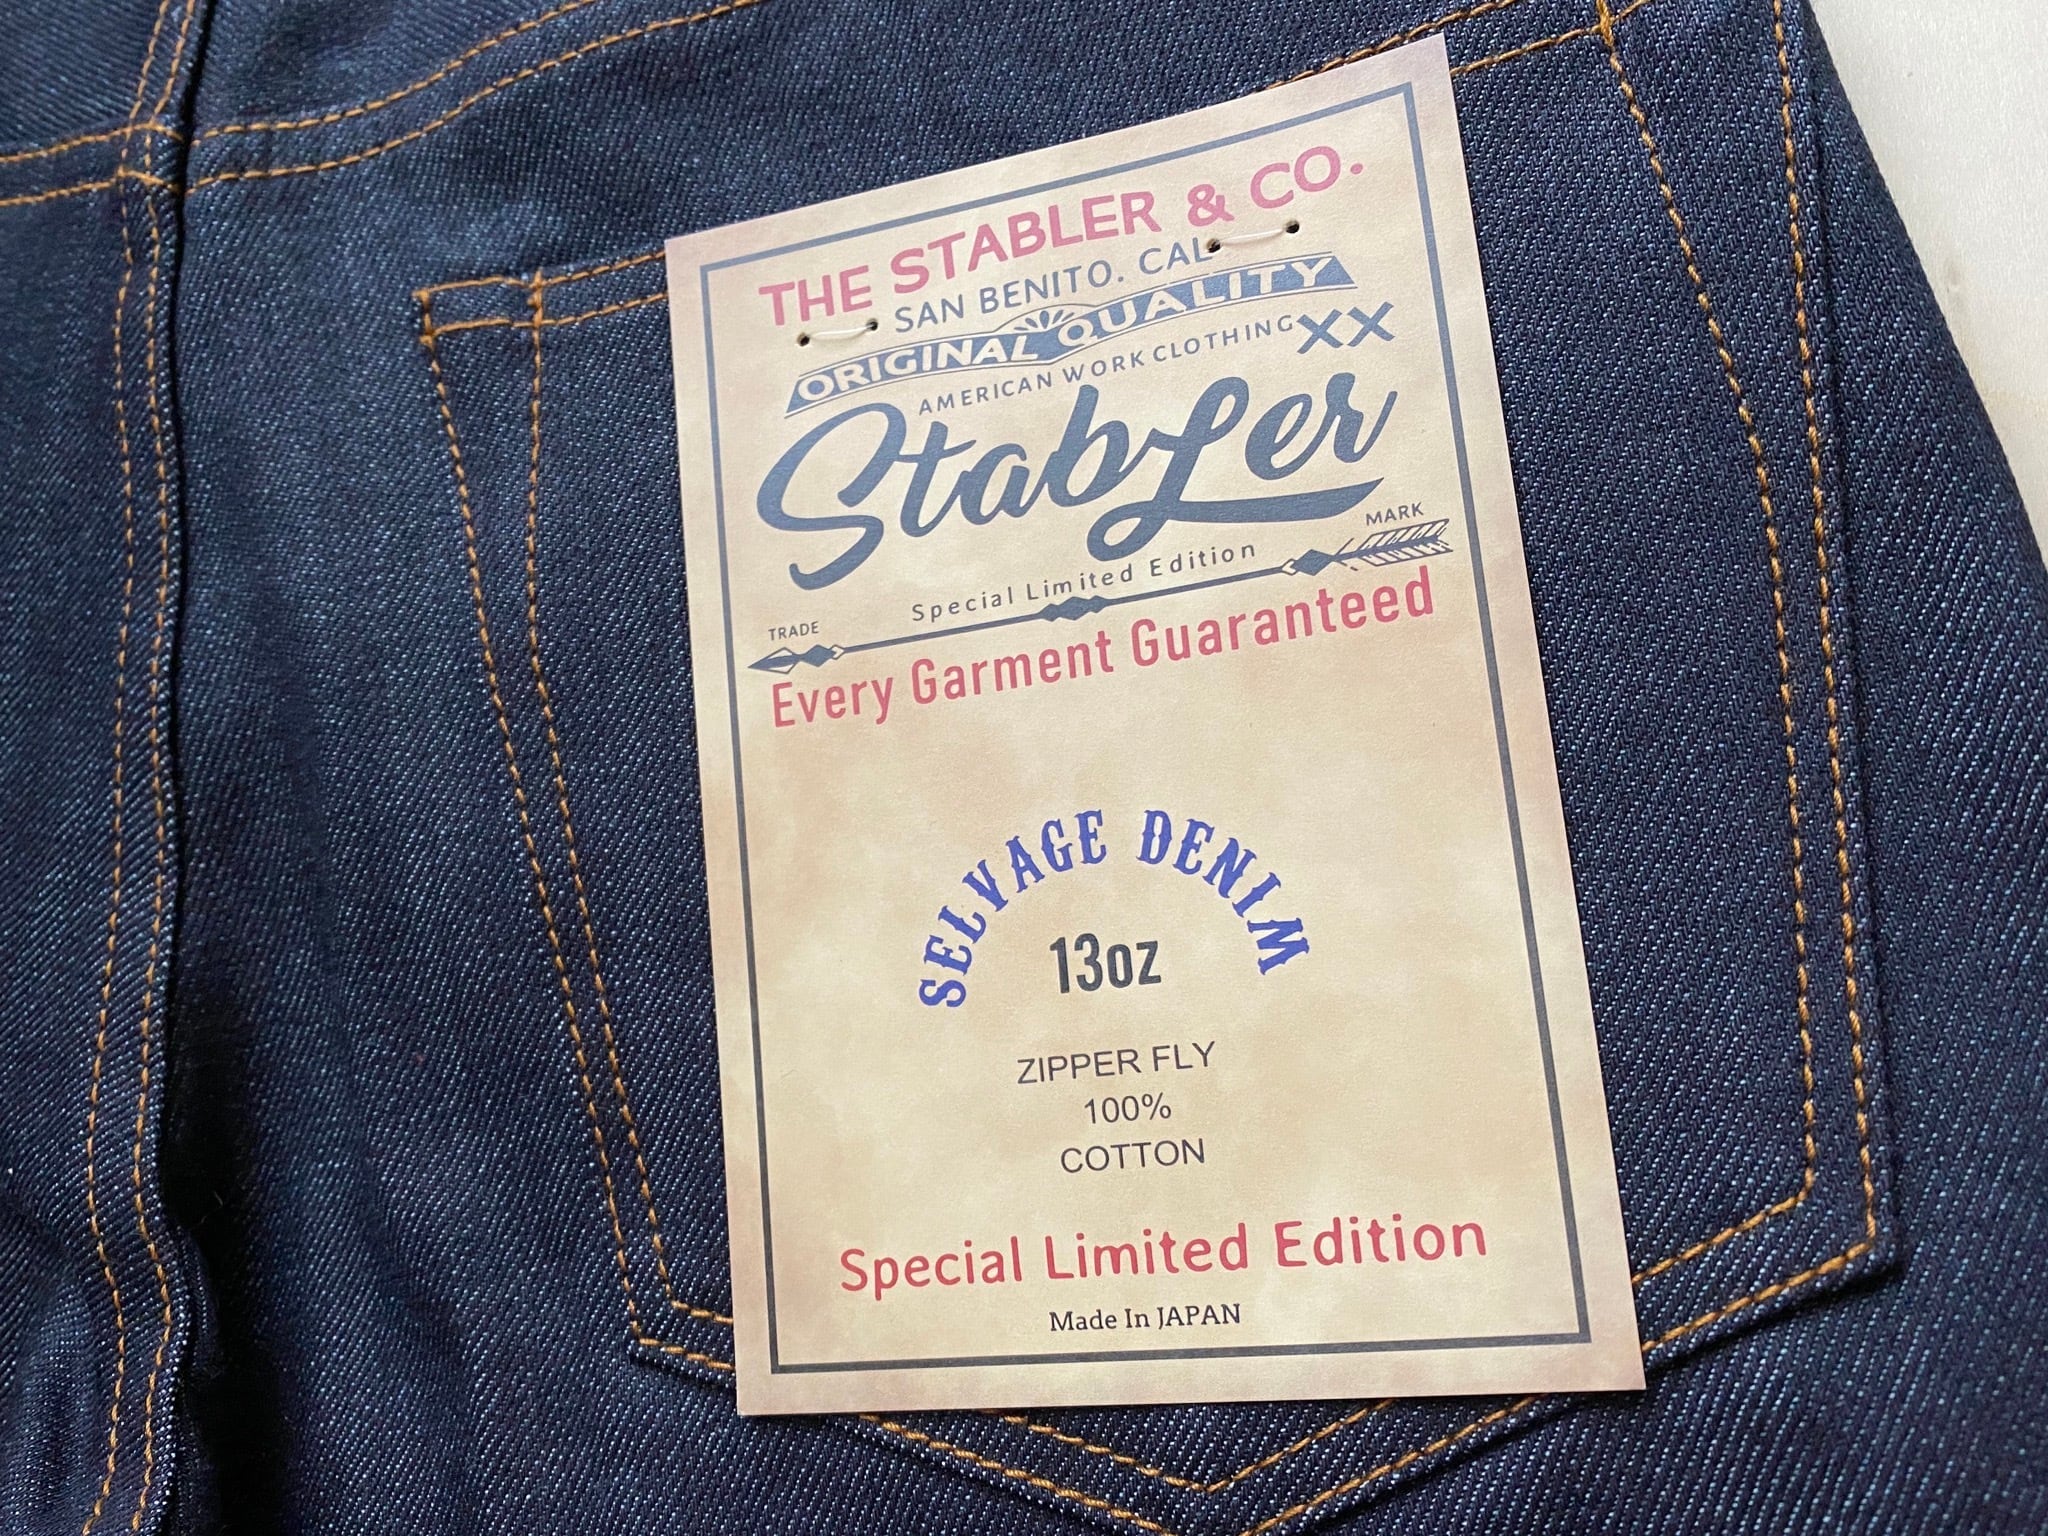 THE STABLER & CO.
SAN BENITO. CAL
ORIGINAL QUALITY
AMERICAN WORK CLOTHING XX
StabLer
Special Limited Edition
TRADE MARK
Every Garment Guaranteed
SELVAGE DENIM
13oz
ZIPPER FLY
100%
COTTON
Special Limited Edition
Made In JAPAN